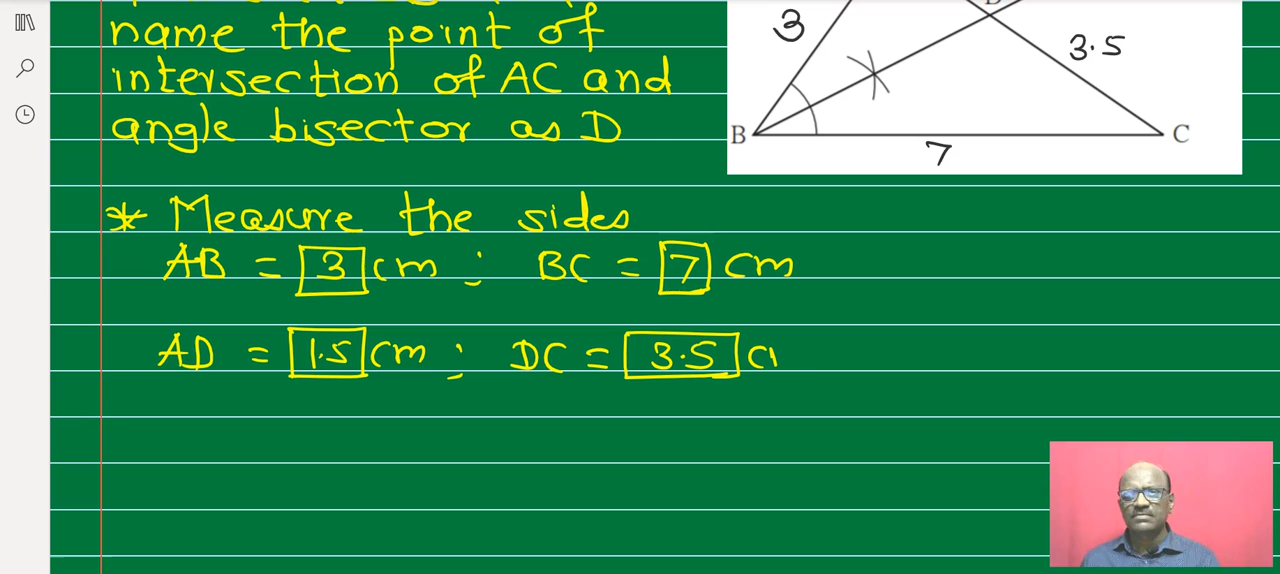 name the point of
intersection of AC and
angle bisector as D
* Measure the sides
AB = 3 cm ; BC = 7 cm
AD = 1.5 cm ; DC = 3.5 c
3
3.5
B
C
7